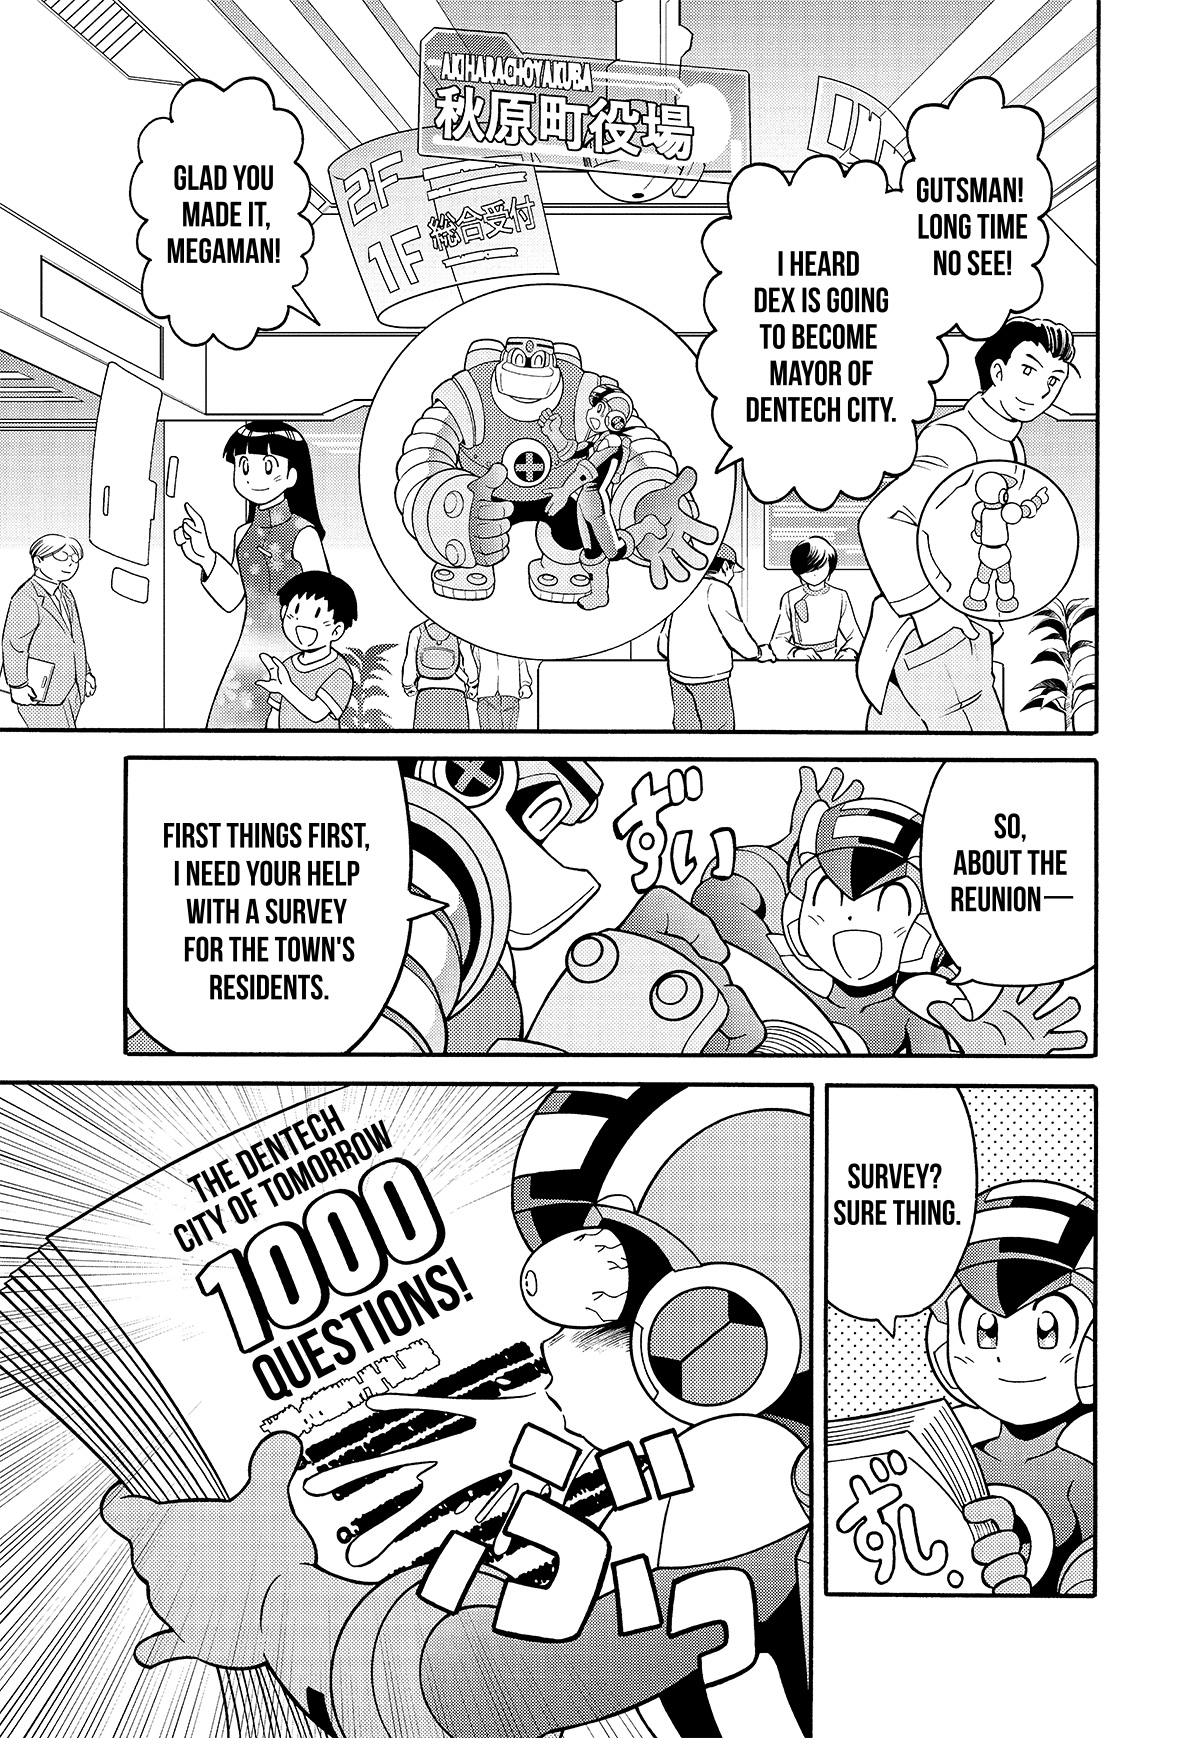 AKIHARACHOYAKUBA
秋原町役場
2F
1F 総合受付
GUTSMAN!
LONG TIME
NO SEE!
I HEARD
DEX IS GOING
TO BECOME
MAYOR OF
DENTECH CITY.
GLAD YOU
MADE IT,
MEGAMAN!
SO,
ABOUT THE
REUNION—
ずい
FIRST THINGS FIRST,
I NEED YOUR HELP
WITH A SURVEY
FOR THE TOWN'S
RESIDENTS.
SURVEY?
SURE THING.
ずし
THE DENTECH
CITY OF TOMORROW
1000
QUESTIONS!
ブーッ